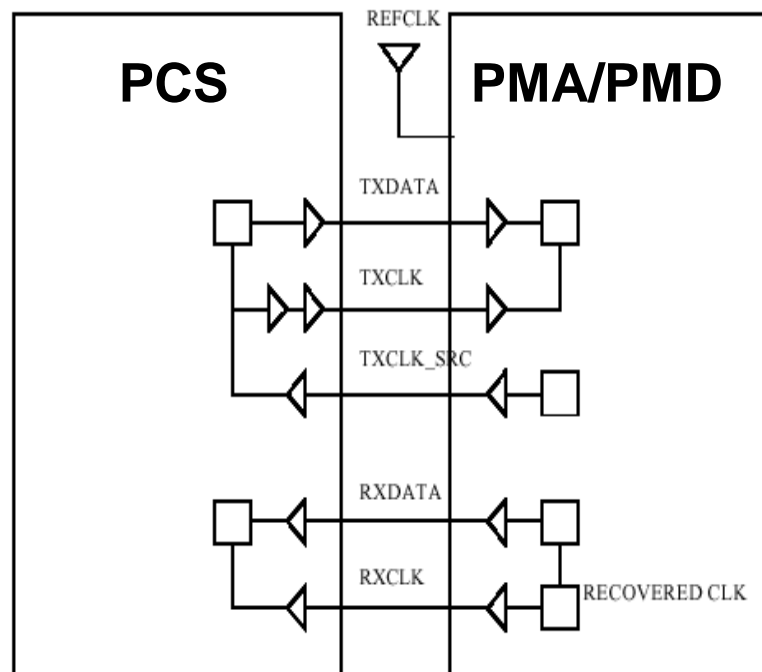 REFCLK
PCS
PMA/PMD
TXDATA
TXCLK
TXCLK_SRC
RXDATA
RXCLK
RECOVERED CLK